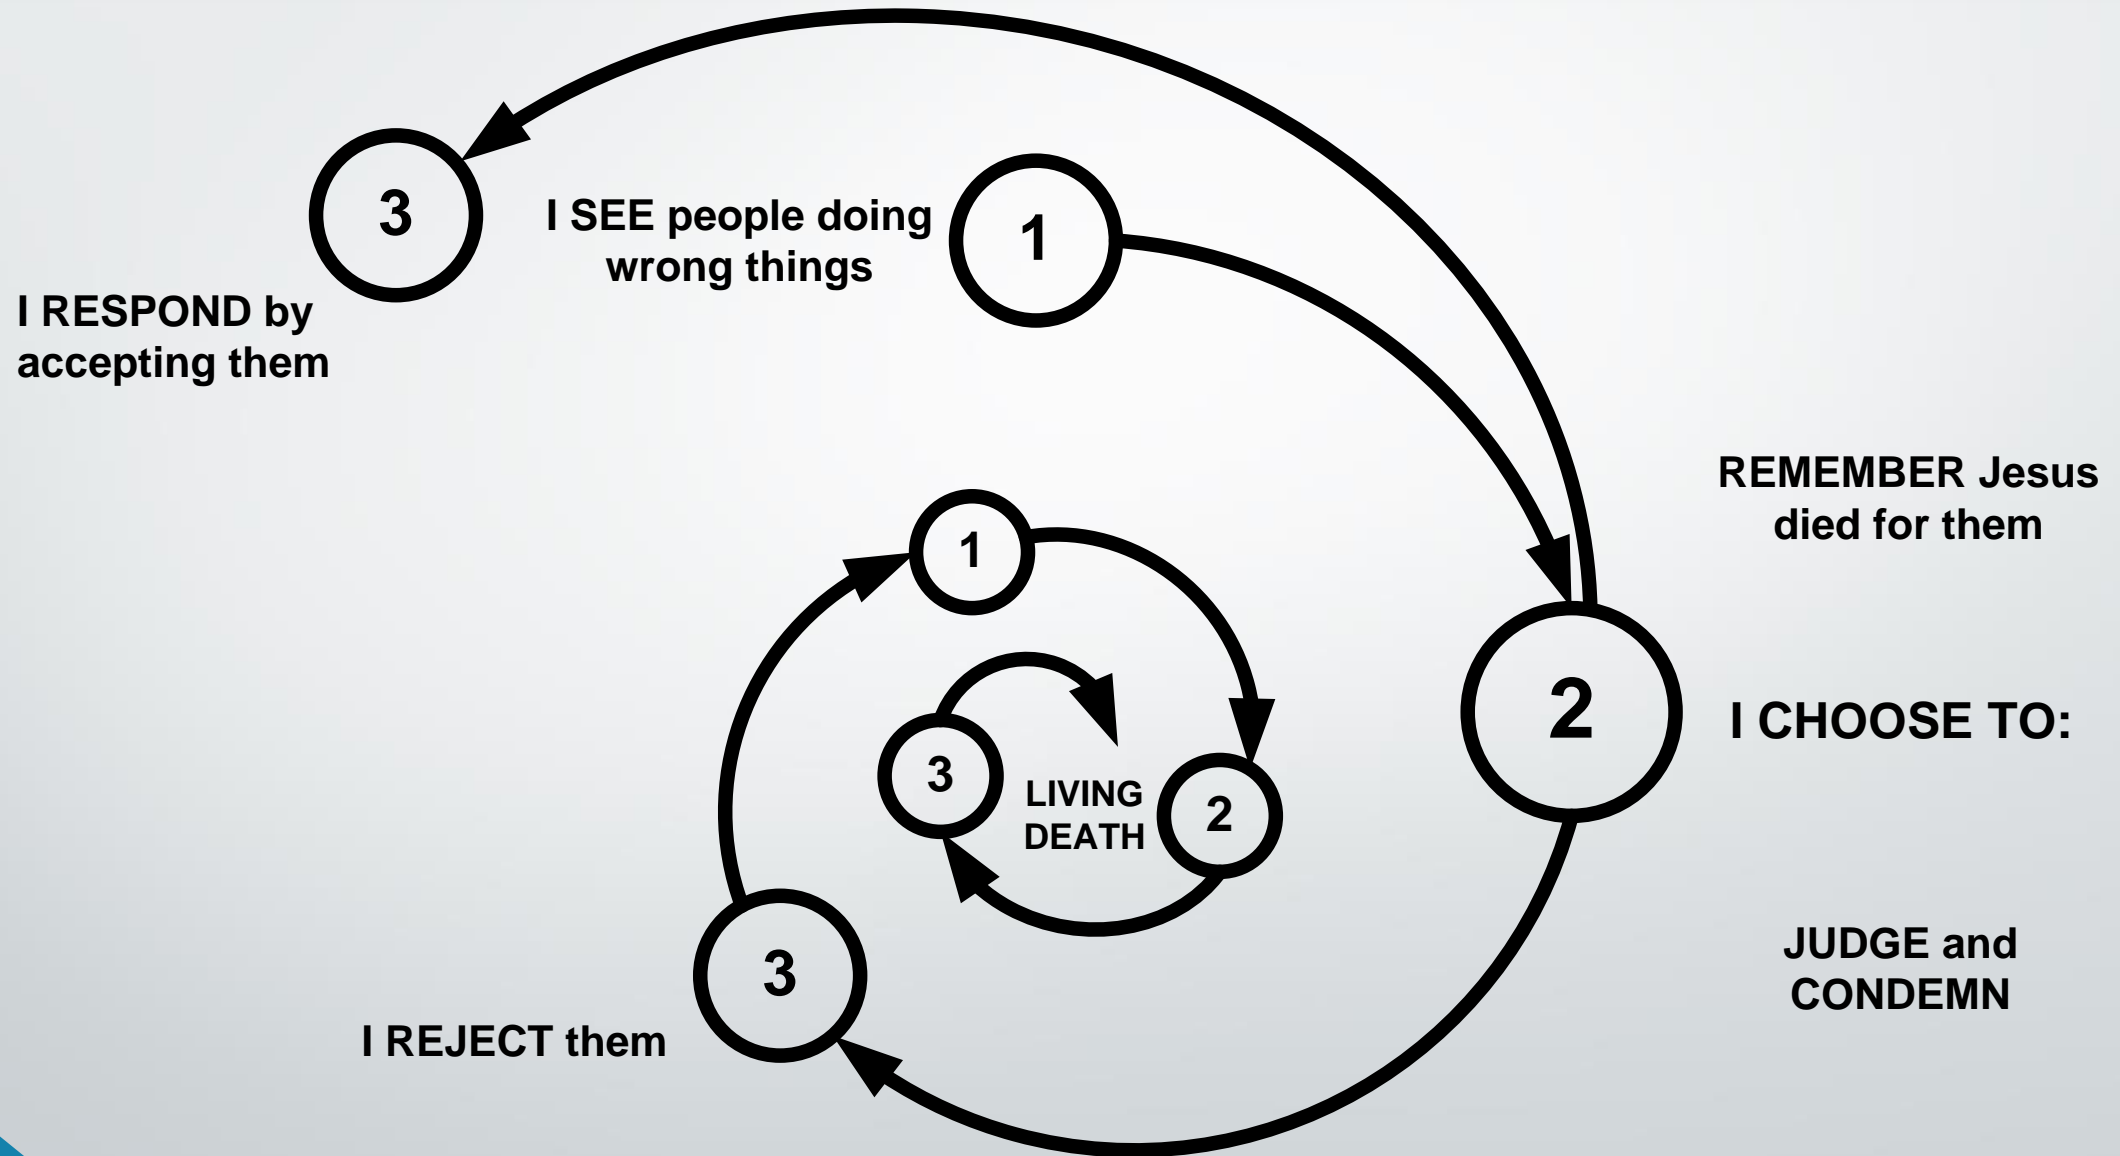 3
I SEE people doing
wrong things
1
I RESPOND by
accepting them
REMEMBER Jesus
died for them
1
2
I CHOOSE TO:
3
LIVING
DEATH
2
JUDGE and
CONDEMN
3
I REJECT them